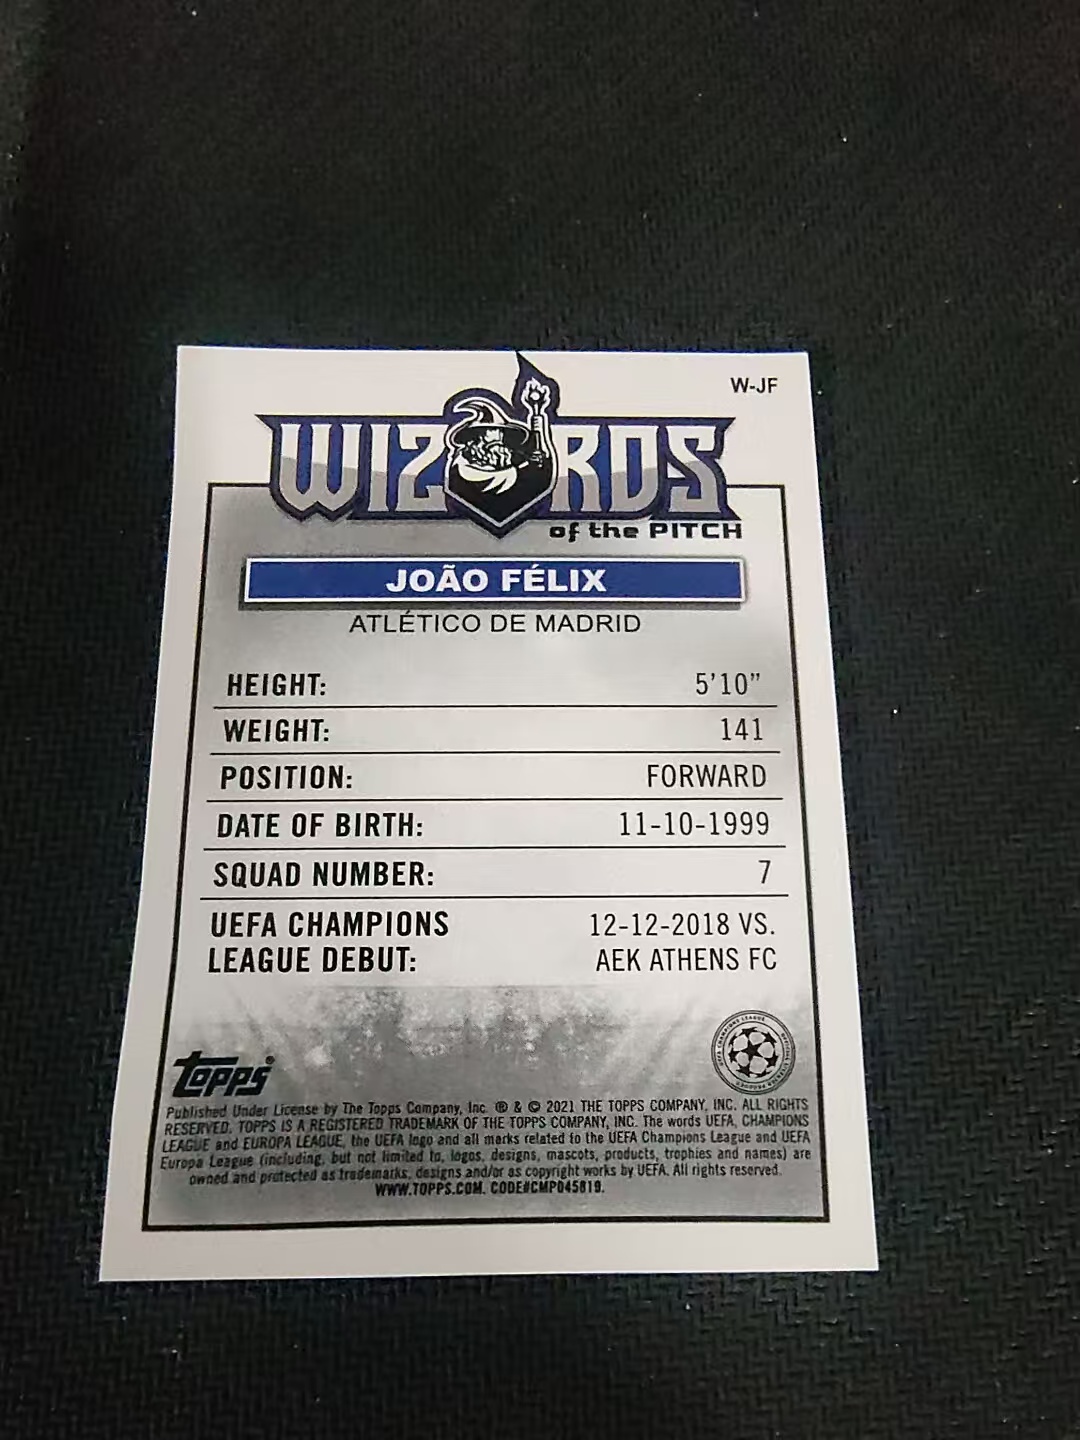 W-JF
WIZARDS
of the PITCH
JOÃO FÉLIX
ATLÉTICO DE MADRID
HEIGHT: 5'10"
WEIGHT: 141
POSITION: FORWARD
DATE OF BIRTH: 11-10-1999
SQUAD NUMBER: 7
UEFA CHAMPIONS 12-12-2018 VS.
LEAGUE DEBUT: AEK ATHENS FC
Topps®
Published Under License by The Topps Company, Inc. ® & © 2021 THE TOPPS COMPANY, INC. ALL RIGHTS
RESERVED. TOPPS IS A REGISTERED TRADEMARK OF THE TOPPS COMPANY, INC. The words UEFA, CHAMPIONS
LEAGUE and EUROPA LEAGUE, the UEFA logo and all marks related to the UEFA Champions League and UEFA
Europa League (including, but not limited to, logos, designs, mascots, products, trophies and names) are
owned and protected as trademarks, designs and/or as copyright works by UEFA. All rights reserved.
WWW.TOPPS.COM. CODE#CMP045819.